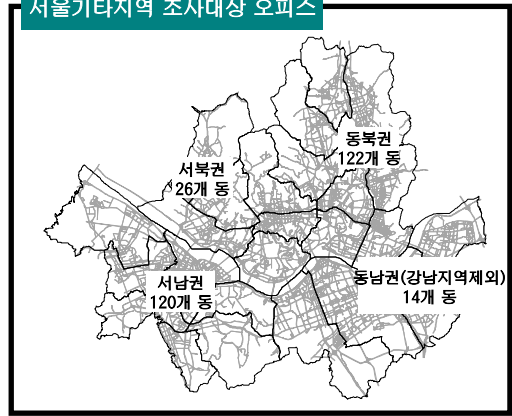 서울기타지역 조사대상 오피스
동북권
122개 동
서북권
26개 동
동남권(강남지역제외)
14개 동
서남권
120개 동